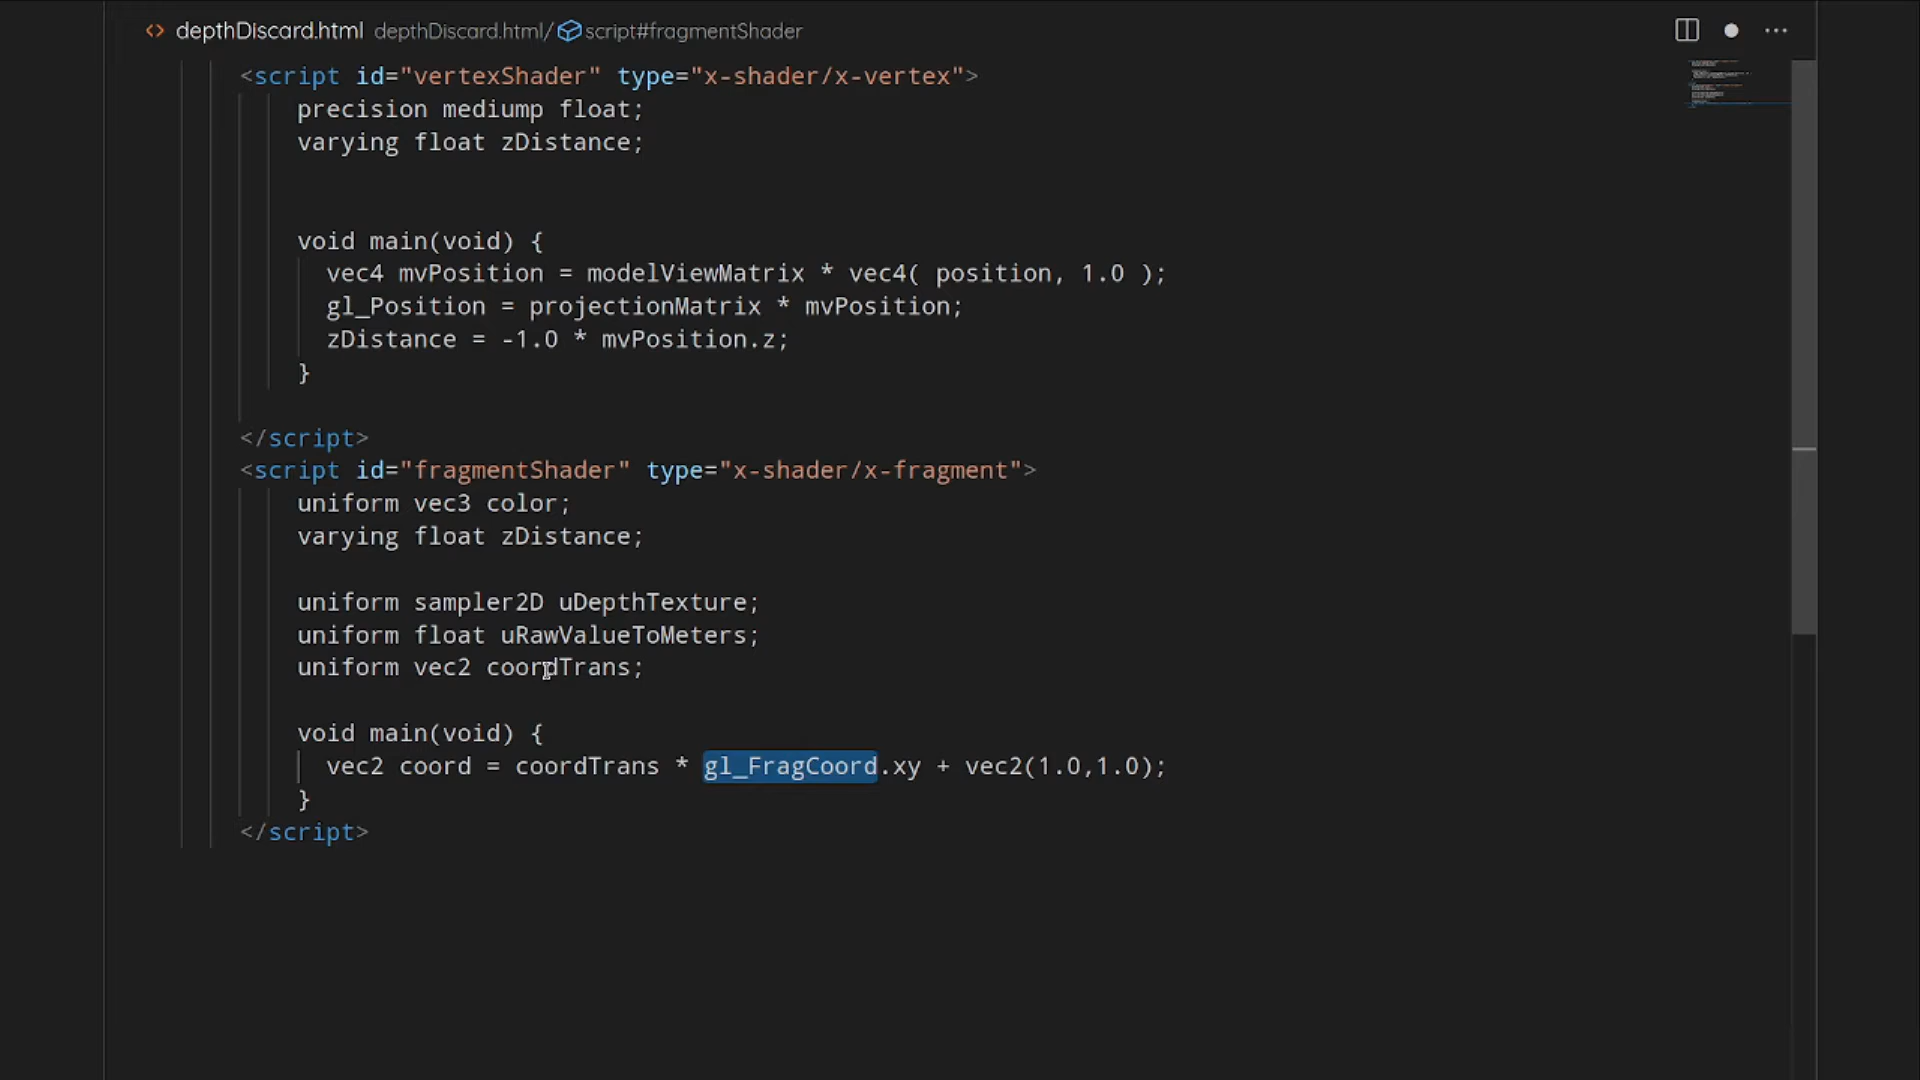 depthDiscard.html depthDiscard.html/ script#fragmentShader
<script id="vertexShader" type="x-shader/x-vertex">
precision mediump float;
varying float zDistance;
void main(void) {
vec4 mvPosition = modelViewMatrix * vec4( position, 1.0 );
gl_Position = projectionMatrix * mvPosition;
zDistance = -1.0 * mvPosition.z;
}
</script>
<script id="fragmentShader" type="x-shader/x-fragment">
uniform vec3 color;
varying float zDistance;
uniform sampler2D uDepthTexture;
uniform float uRawValueToMeters;
uniform vec2 coordTrans;
void main(void) {
vec2 coord = coordTrans * gl_FragCoord.xy + vec2(1.0,1.0);
}
</script>